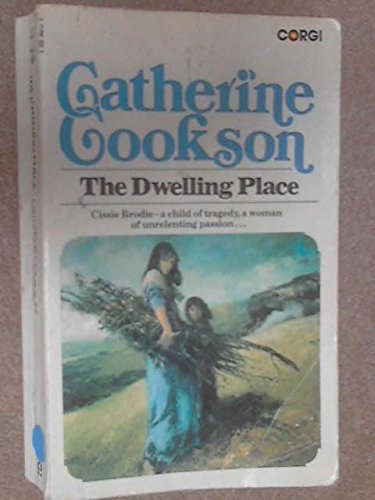 CORGI
Catherine
Cookson
The Dwelling Place
Cissie Brodie - a child of tragedy, a woman
of unrelenting passion...